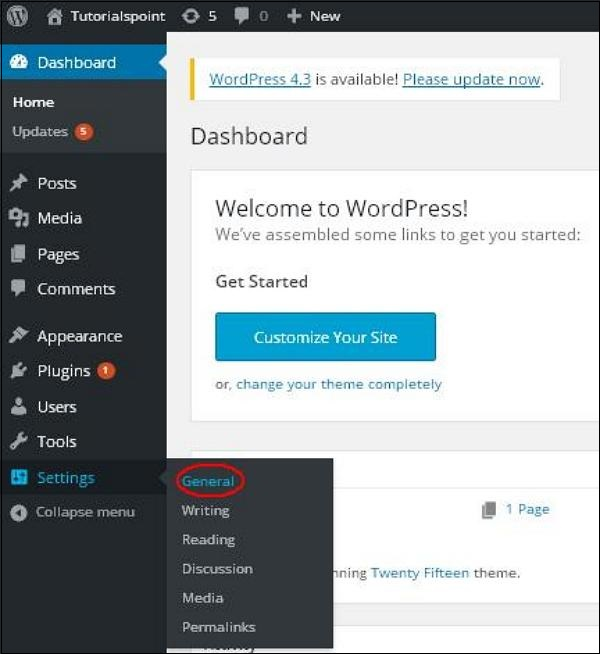 Tutorialspoint 5 0 New
Dashboard
Home
Updates 5
Posts
Media
Pages
Comments
Appearance
Plugins 1
Users
Tools
Settings
Collapse menu
General
Writing
Reading
Discussion
Media
Permalinks
WordPress 4.3 is available! Please update now.
Dashboard
Welcome to WordPress!
We've assembled some links to get you started:
Get Started
Customize Your Site
or, change your theme completely
1 Page
nning Twenty Fifteen theme.